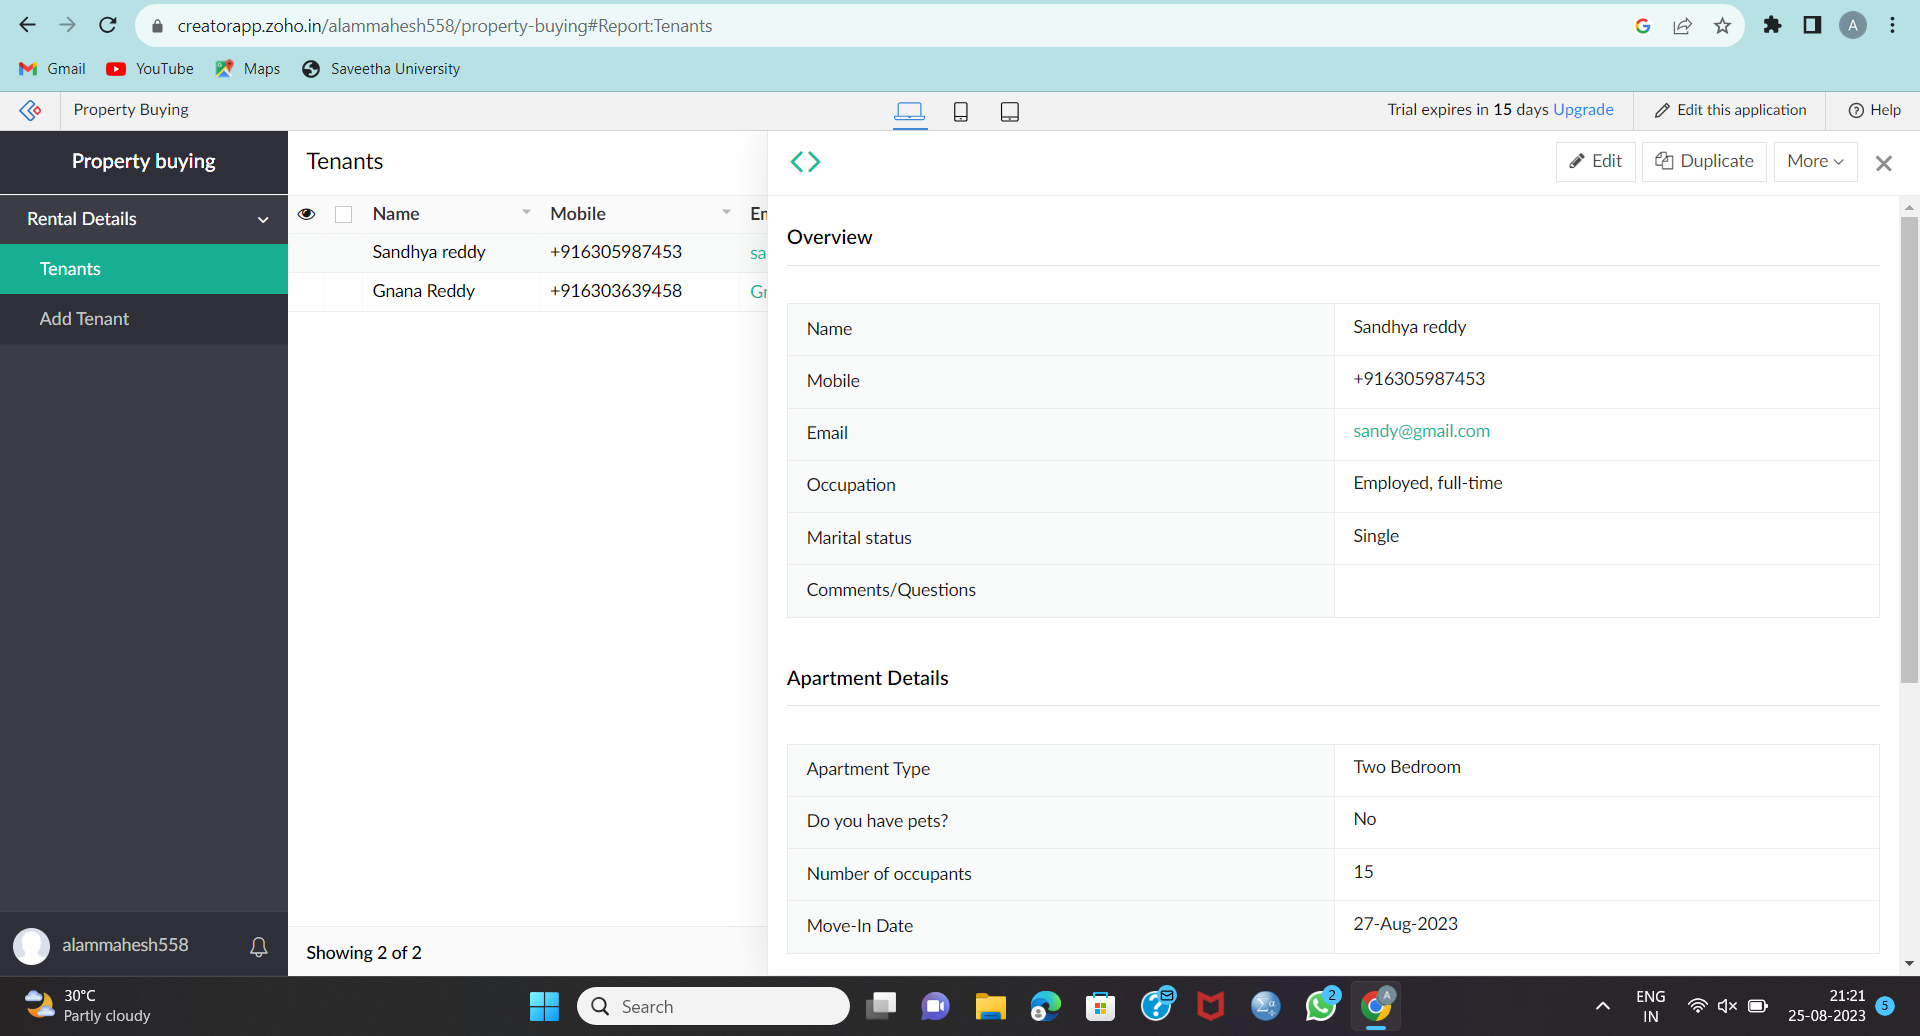 creatorapp.zoho.in/alammahesh558/property-buying#Report:Tenants
A
Gmail
YouTube
Maps
Saveetha University
Property Buying
Trial expires in 15 days Upgrade
Edit this application
Help
Property buying
Tenants
Edit
Duplicate
More
Rental Details
Name
Mobile
Em
Tenants
Sandhya reddy
+916305987453
sa
Add Tenant
Gnana Reddy
+916303639458
Gr
Overview
Name
Sandhya reddy
Mobile
+916305987453
Email
sandy@gmail.com
Occupation
Employed, full-time
Marital status
Single
Comments/Questions
Apartment Details
Apartment Type
Two Bedroom
Do you have pets?
No
Number of occupants
15
Move-In Date
27-Aug-2023
alammahesh558
Showing 2 of 2
30°C
Partly cloudy
Search
2
A
ENG
IN
21:21
25-08-2023
5